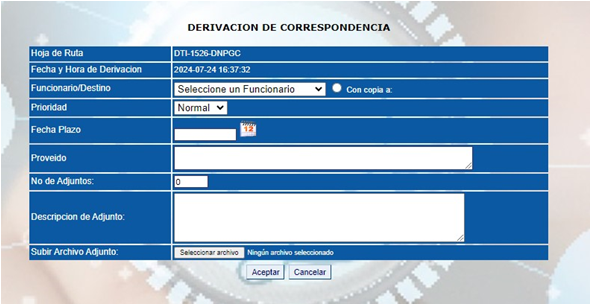 DERIVACION DE CORRESPONDENCIA
Hoja de Ruta DTI-1526-DNPGC
Fecha y Hora de Derivacion 2024-07-24 16:37:32
Funcionario/Destino Seleccione un Funcionario Con copia a:
Prioridad Normal
Fecha Plazo 12
Proveido
No de Adjuntos: 0
Descripcion de Adjunto:
Subir Archivo Adjunto: Seleccionar archivo Ningún archivo seleccionado
Aceptar Cancelar